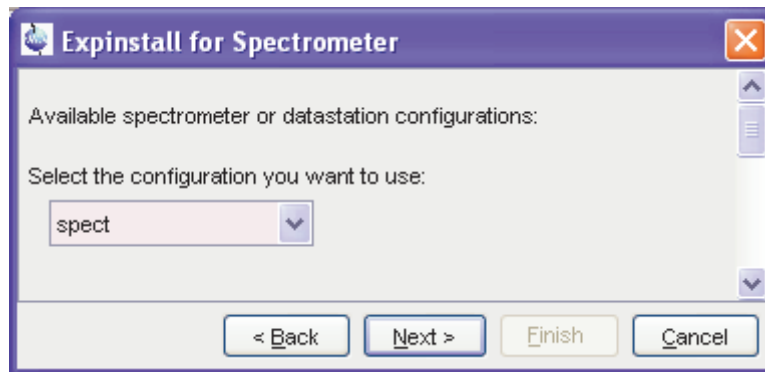 Expinstall for Spectrometer
Available spectrometer or datastation configurations:
Select the configuration you want to use:
spect
< Back Next > Finish Cancel